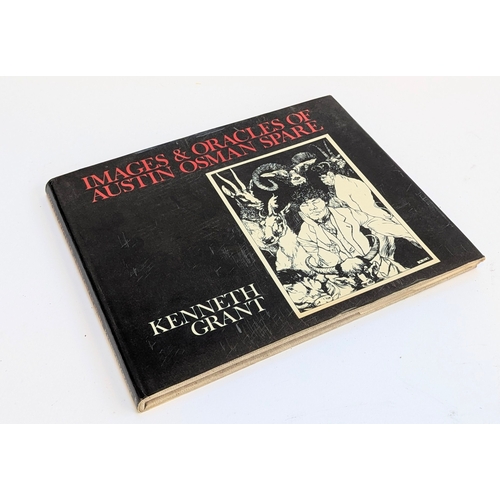 IMAGES & ORACLES OF
AUSTIN OSMAN SPARE
KENNETH
GRANT